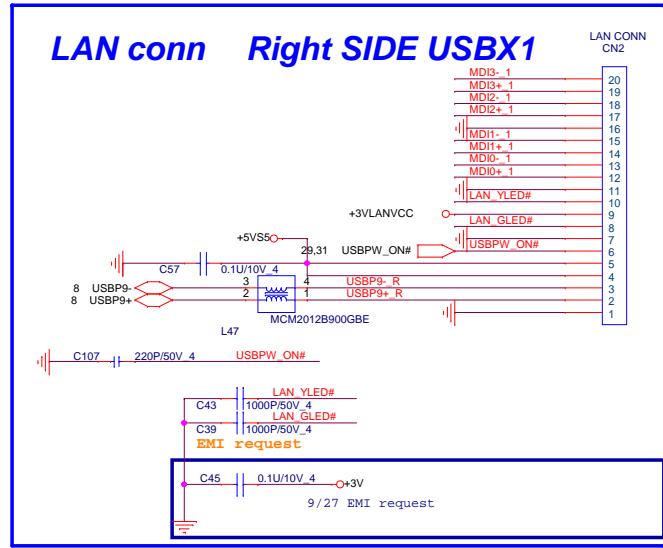 LAN conn Right SIDE USBX1
LAN CONN
CN2
MDI3-_1
20
MDI3+_1
19
MDI2-_1
18
MDI2+_1
17
16
MDI1-_1
15
MDI1+_1
14
MDI0-_1
13
MDI0+_1
12
11
LAN_YLED#
10
+3VLANVCC
9
LAN_GLED#
8
7
+5VS5
29,31 USBPW_ON#
USBPW_ON#
6
5
C57 0.1U/10V_4
4
8 USBP9- 3 4 USBP9-_R
3
8 USBP9+ 2 1 USBP9+_R
2
MCM2012B900GBE
1
L47
C107 220P/50V_4 USBPW_ON#
LAN_YLED#
C43 1000P/50V_4
LAN_GLED#
C39 1000P/50V_4
EMI request
C45 0.1U/10V_4 +3V
9/27 EMI request